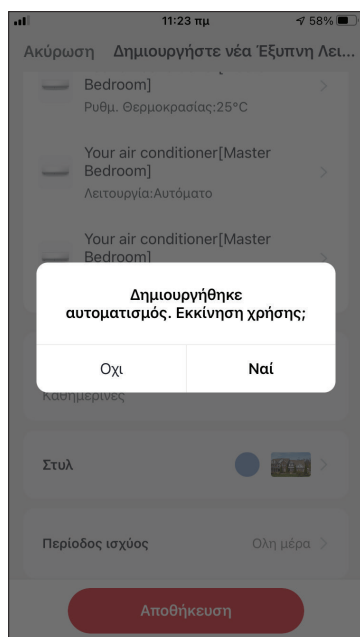 11:23 πμ
58%
Ακύρωση Δημιουργήστε νέα Έξυπνη Λει...
Bedroom]
Ρυθμ. Θερμοκρασίας:25°C
Your air conditioner[Master
Bedroom]
Λειτουργία:Αυτόματο
Your air conditioner[Master
Bedroom]
Δημιουργήθηκε
αυτοματισμός. Εκκίνηση χρήσης;
Οχι
Ναί
Καθημερινές
Στυλ
Περίοδος ισχύος
Ολη μέρα
Αποθήκευση